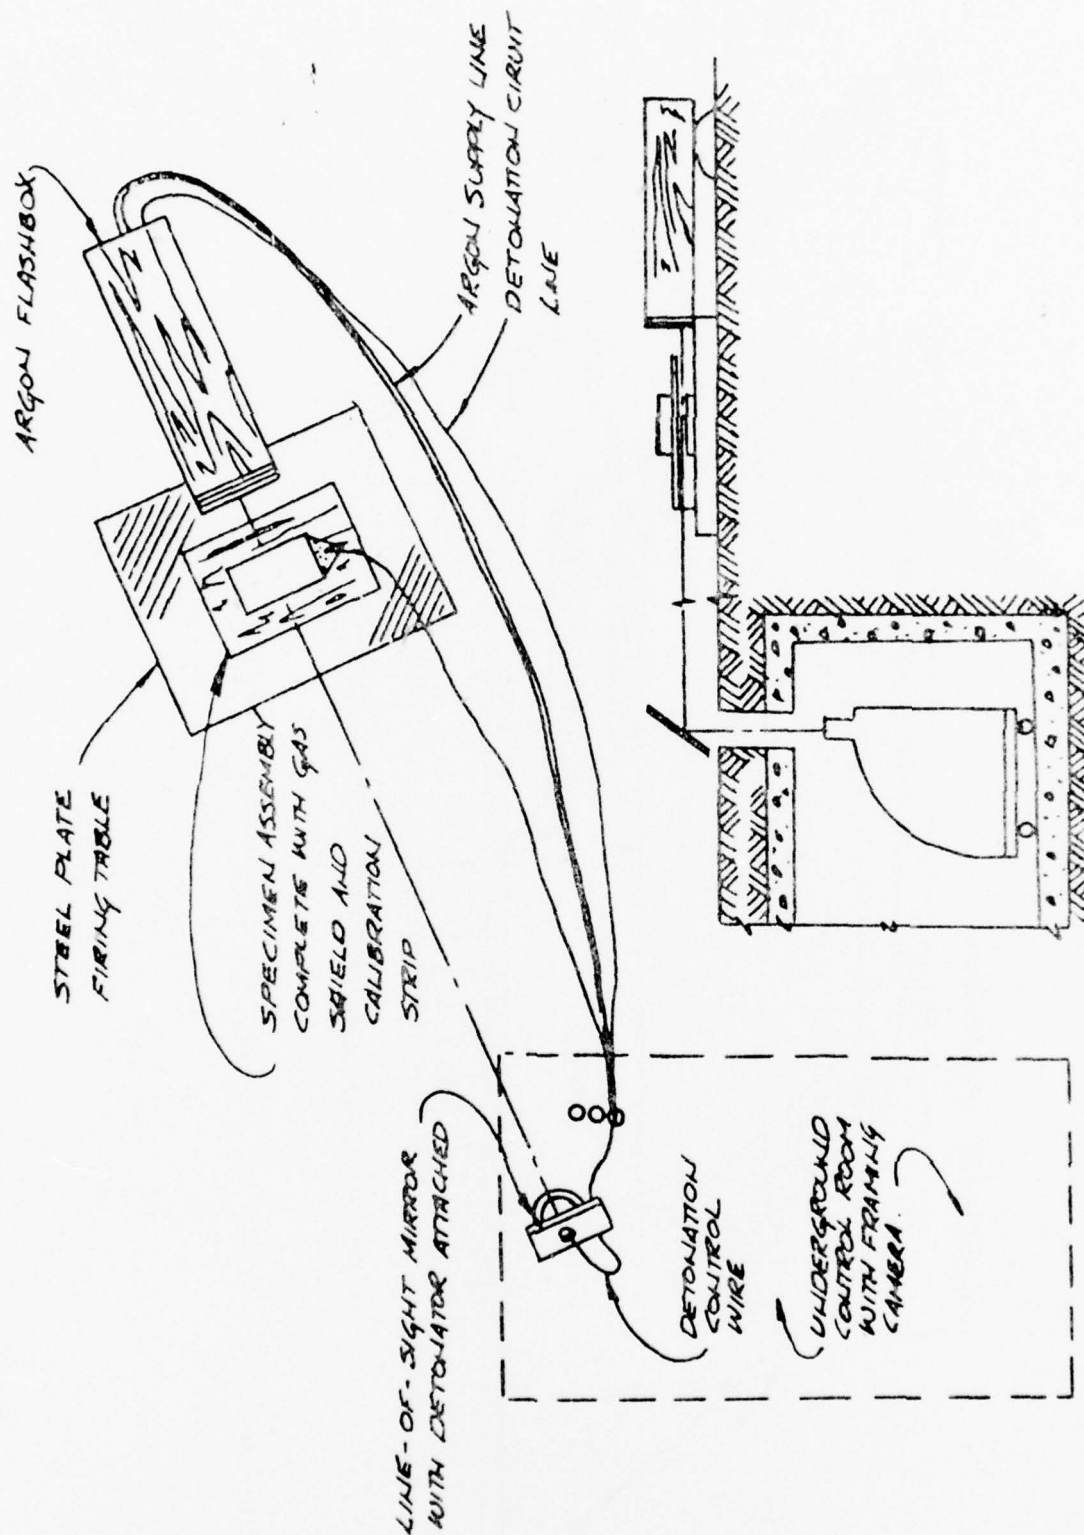 ARGON FLASHBOX
ARGON SUPPLY LINE
DETONATION CIRUIT
LINE
STEEL PLATE
FIRING TABLE
SPECIMEN ASSEMBLY
COMPLETE WITH GAS
SHIELD AND
CALIBRATION
STRIP
LINE-OF-SIGHT MIRROR
WITH DETONATOR ATTACHED
DETONATION
CONTROL
WIRE
UNDERGROUND
CONTROL ROOM
WITH FRAMING
CAMERA.